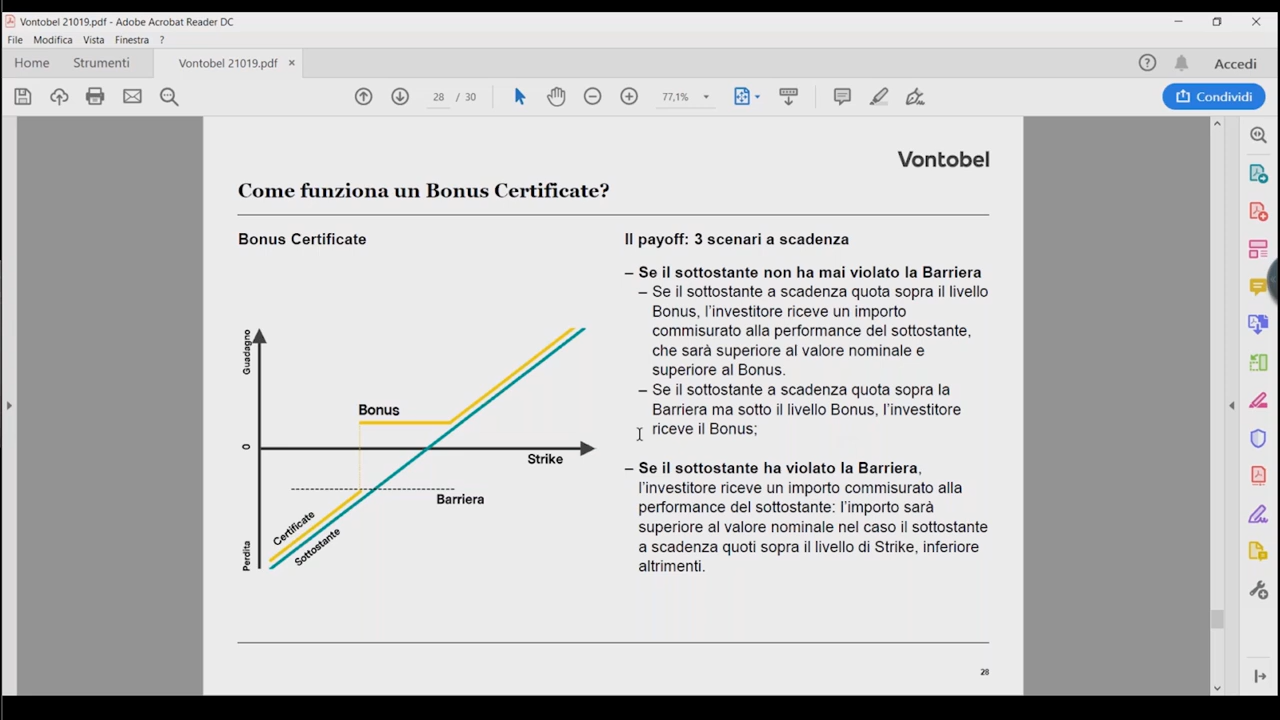 Vontobel 21019.pdf - Adobe Acrobat Reader DC
File Modifica Vista Finestra ?
Home Strumenti Vontobel 21019.pdf × Accedi
28 / 30 77,1% Condividi
Vontobel
Come funziona un Bonus Certificate?
Bonus Certificate
Guadagno
0
Perdita
Bonus
Strike
Barriera
Certificate
Sottostante
Il payoff: 3 scenari a scadenza
– Se il sottostante non ha mai violato la Barriera
– Se il sottostante a scadenza quota sopra il livello
Bonus, l'investitore riceve un importo
commisurato alla performance del sottostante,
che sarà superiore al valore nominale e
superiore al Bonus.
– Se il sottostante a scadenza quota sopra la
Barriera ma sotto il livello Bonus, l'investitore
riceve il Bonus;
– Se il sottostante ha violato la Barriera,
l'investitore riceve un importo commisurato alla
performance del sottostante: l'importo sarà
superiore al valore nominale nel caso il sottostante
a scadenza quoti sopra il livello di Strike, inferiore
altrimenti.
28